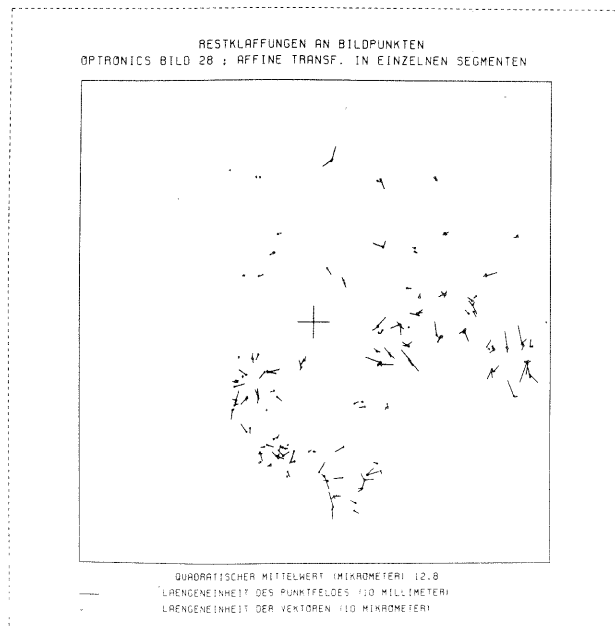 RESTKLAFFUNGEN AN BILDPUNKTEN
OPTRONICS BILD 28 ; AFFINE TRANSF. IN EINZELNEN SEGMENTEN
QUADRATISCHER MITTELWERT (MIKROMETER) 12.8
LAENGENEINHEIT DES PUNKTFELDES (10 MILLIMETER)
LAENGENEINHEIT DER VEKTOREN (10 MIKROMETER)